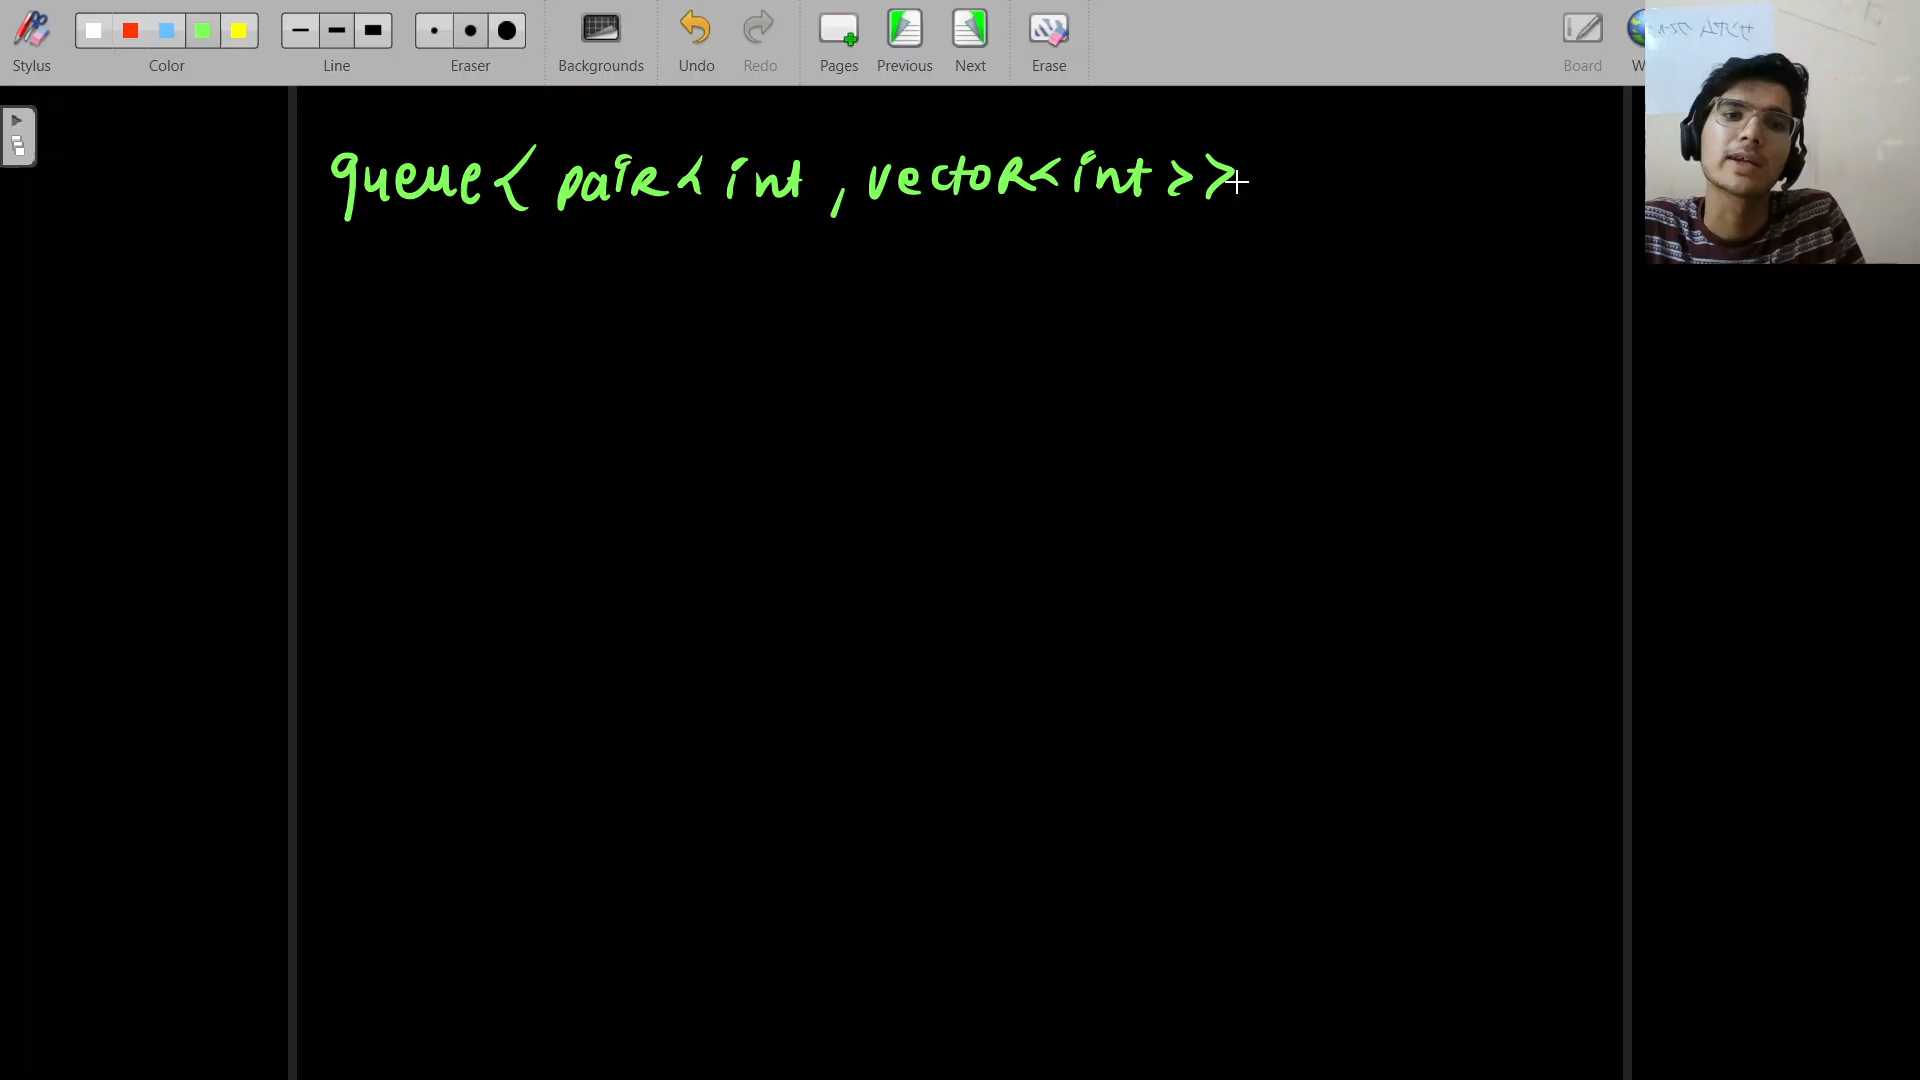 Stylus Color Line Eraser Backgrounds Undo Redo Pages Previous Next Erase Board W
queue< pair< int , vector<int>>